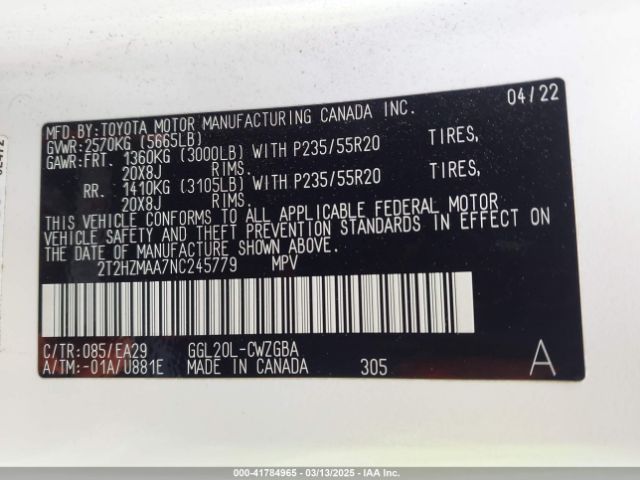 MFD.BY:TOYOTA MOTOR MANUFACTURING CANADA INC. 04/22
GVWR:2570KG (5665LB)
GAWR:FRT. 1360KG (3000LB) WITH P235/55R20 TIRES,
20X8J RIMS.
RR. 1410KG (3105LB) WITH P235/55R20 TIRES,
20X8J RIMS.
THIS VEHICLE CONFORMS TO ALL APPLICABLE FEDERAL MOTOR
VEHICLE SAFETY AND THEFT PREVENTION STANDARDS IN EFFECT ON
THE DATE OF MANUFACTURE SHOWN ABOVE.
2T2HZMAA7NC245779 MPV
C/TR:085/EA29 GGL20L-CWZGBA
A/TM:-01A/U881E MADE IN CANADA 305 A
000-41784965 - 03/13/2025 - IAAI.COM